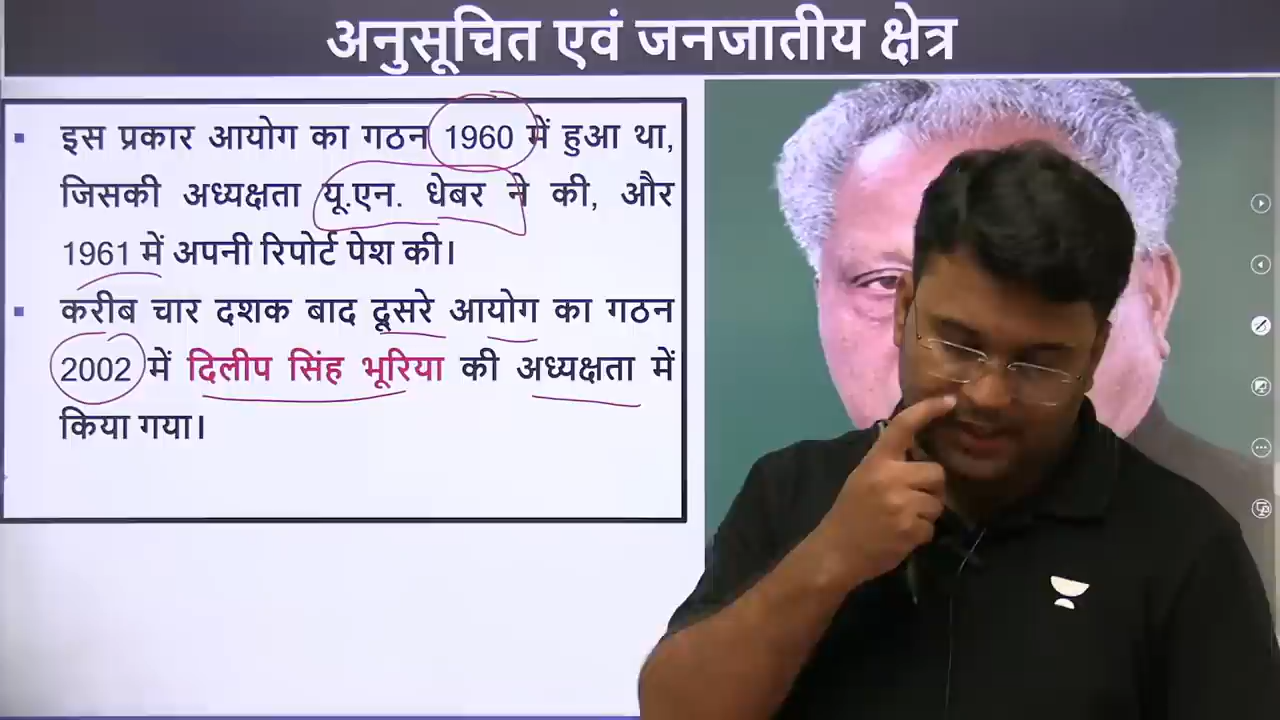 अनुसूचित एवं जनजातीय क्षेत्र
इस प्रकार आयोग का गठन 1960 में हुआ था,
जिसकी अध्यक्षता यू.एन. धेबर ने की, और
1961 में अपनी रिपोर्ट पेश की।
करीब चार दशक बाद दूसरे आयोग का गठन
2002 में दिलीप सिंह भूरिया की अध्यक्षता में
किया गया।